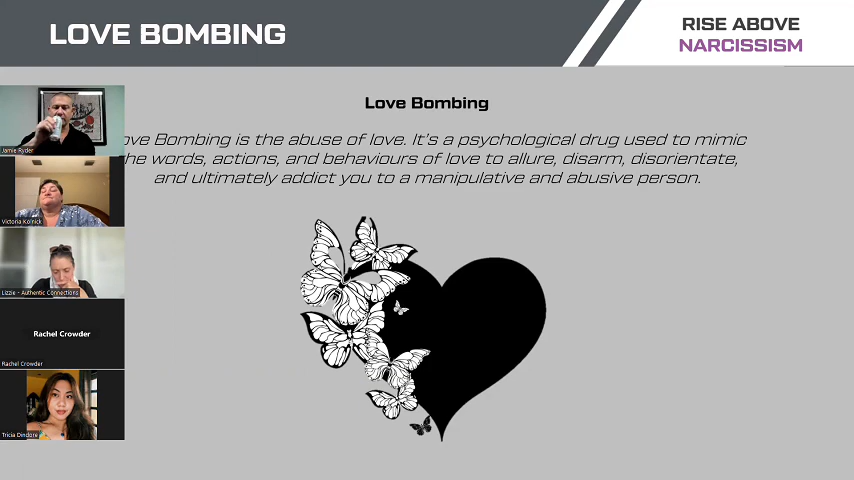 LOVE BOMBING
RISE ABOVE
NARCISSISM
Love Bombing
ove Bombing is the abuse of love. It's a psychological drug used to mimic
he words, actions, and behaviours of love to allure, disarm, disorientate,
and ultimately addict you to a manipulative and abusive person.
Jamie Ryder
Victoria Kolnick
Lizzie - Authentic Connections
Rachel Crowder
Rachel Crowder
Tricia Dindore